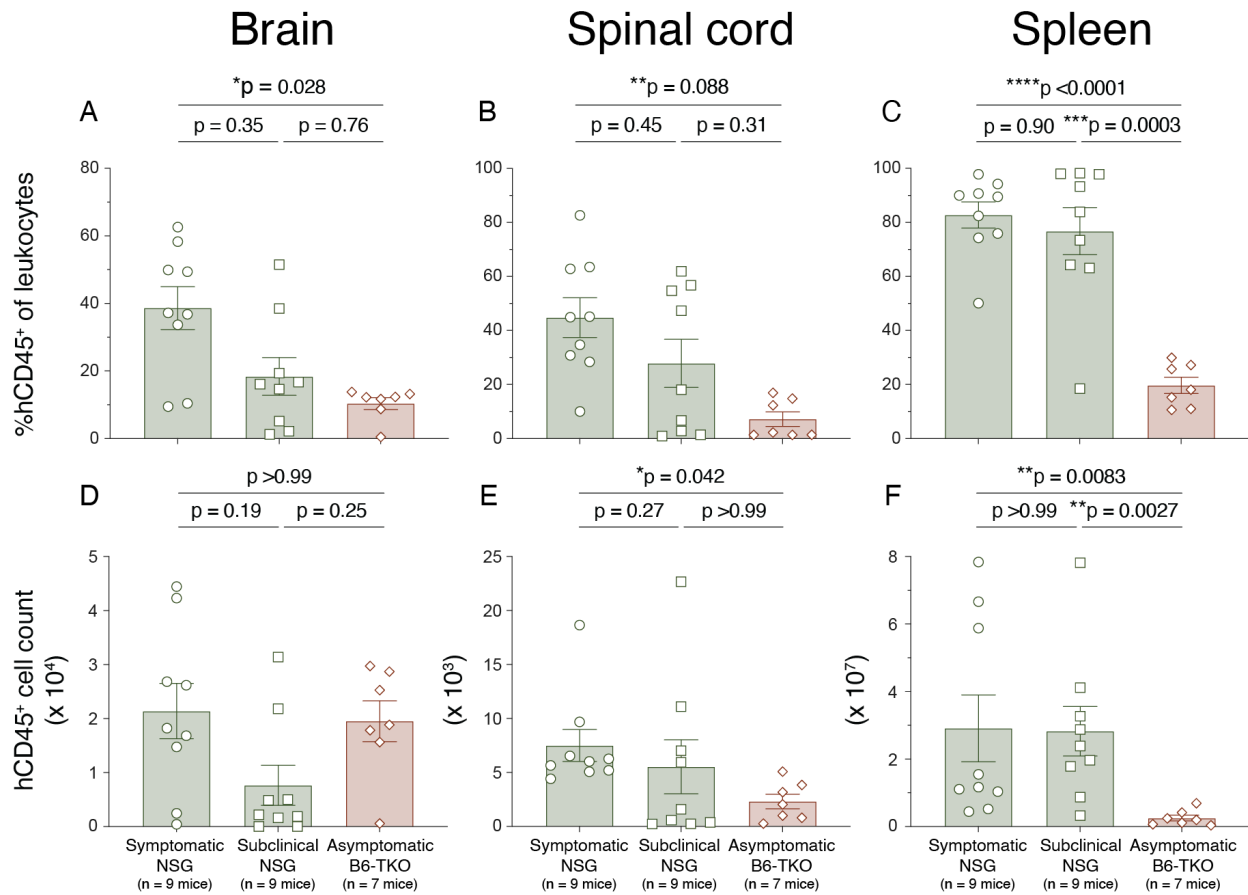 Brain Spinal cord Spleen
A
*p = 0.028
p = 0.35 p = 0.76
B
**p = 0.088
p = 0.45 p = 0.31
C
****p <0.0001
p = 0.90 ***p = 0.0003
%hCD45⁺ of leukocytes
80
60
40
20
0
100
80
60
40
20
0
100
80
60
40
20
0
D
p >0.99
p = 0.19 p = 0.25
E
*p = 0.042
p = 0.27 p >0.99
F
**p = 0.0083
p >0.99 **p = 0.0027
hCD45⁺ cell count
(x 10⁴)
5
4
3
2
1
0
(x 10³)
25
20
15
10
5
0
(x 10⁷)
8
6
4
2
0
Symptomatic Subclinical Asymptomatic
NSG NSG B6-TKO
(n = 9 mice) (n = 9 mice) (n = 7 mice)
Symptomatic Subclinical Asymptomatic
NSG NSG B6-TKO
(n = 9 mice) (n = 9 mice) (n = 7 mice)
Symptomatic Subclinical Asymptomatic
NSG NSG B6-TKO
(n = 9 mice) (n = 9 mice) (n = 7 mice)